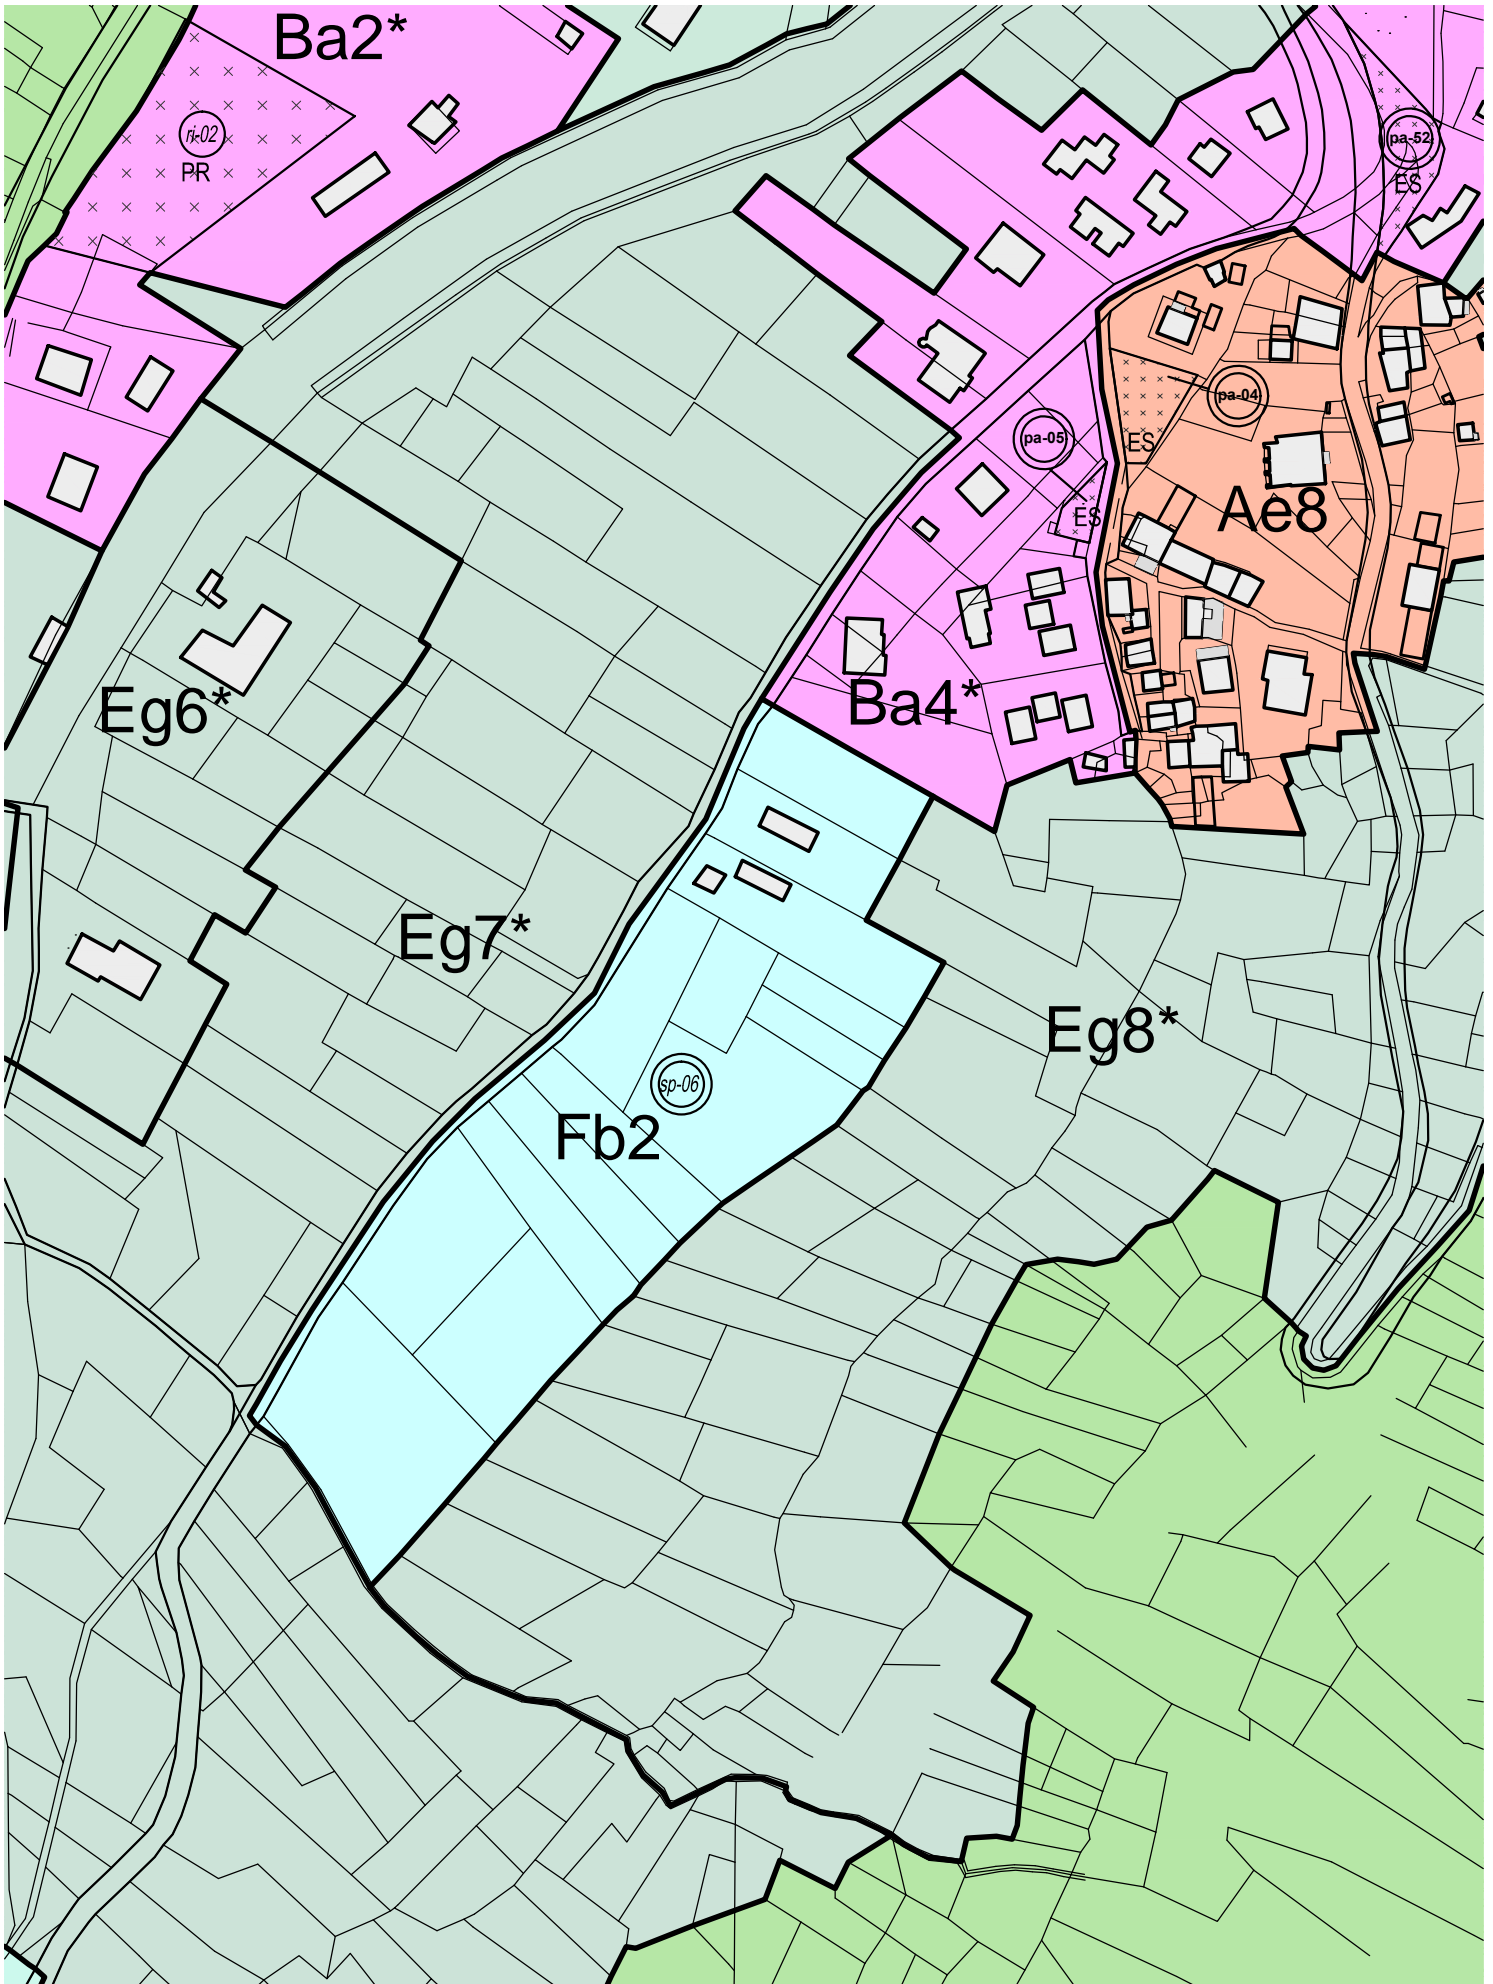 Ba2*
ri-02
PR
pa-52
ES
pa-04
pa-05
ES
Ae8
ES
Ba4*
Eg6*
Eg7*
Eg8*
sp-06
Fb2